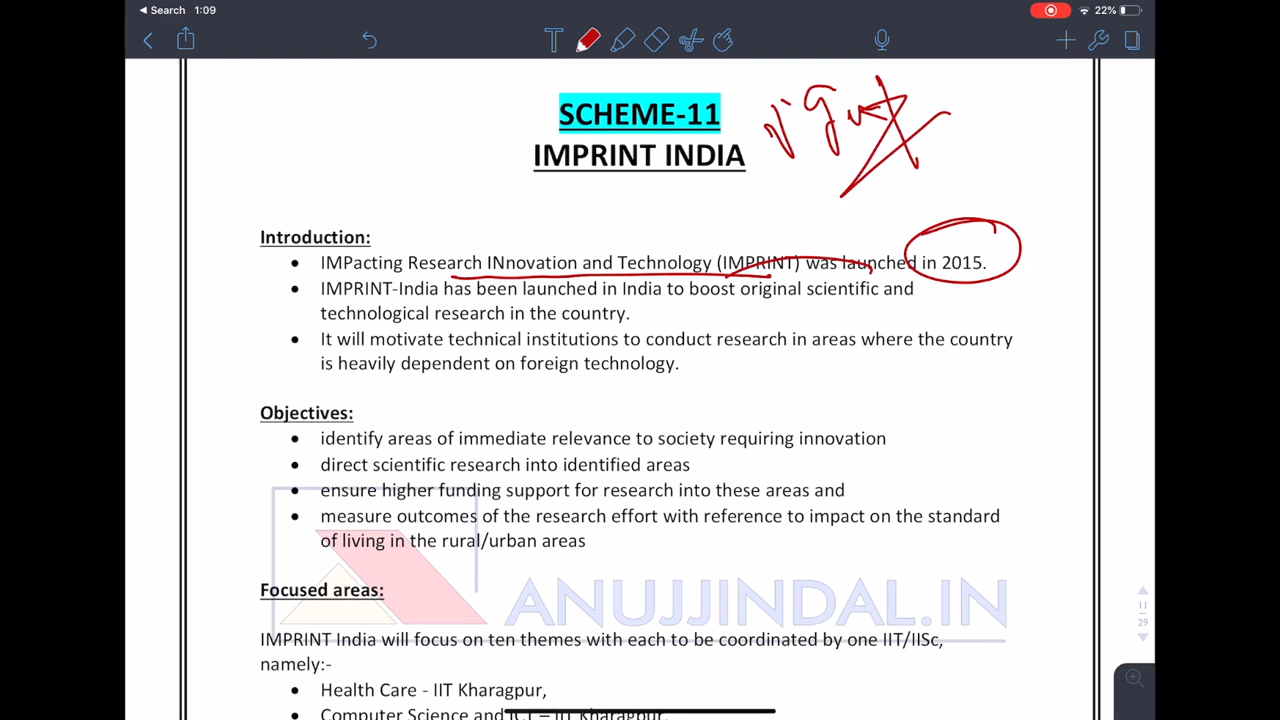 Search 1:09 22%
SCHEME-11
IMPRINT INDIA
Introduction:
• IMPacting Research INnovation and Technology (IMPRINT) was launched in 2015.
• IMPRINT-India has been launched in India to boost original scientific and
technological research in the country.
• It will motivate technical institutions to conduct research in areas where the country
is heavily dependent on foreign technology.
Objectives:
• identify areas of immediate relevance to society requiring innovation
• direct scientific research into identified areas
• ensure higher funding support for research into these areas and
• measure outcomes of the research effort with reference to impact on the standard
of living in the rural/urban areas
Focused areas:
ANUJJINDAL.IN
IMPRINT India will focus on ten themes with each to be coordinated by one IIT/IISc,
namely:-
• Health Care - IIT Kharagpur,
• Computer Science and ICT – IIT Kharagpur,
11
29